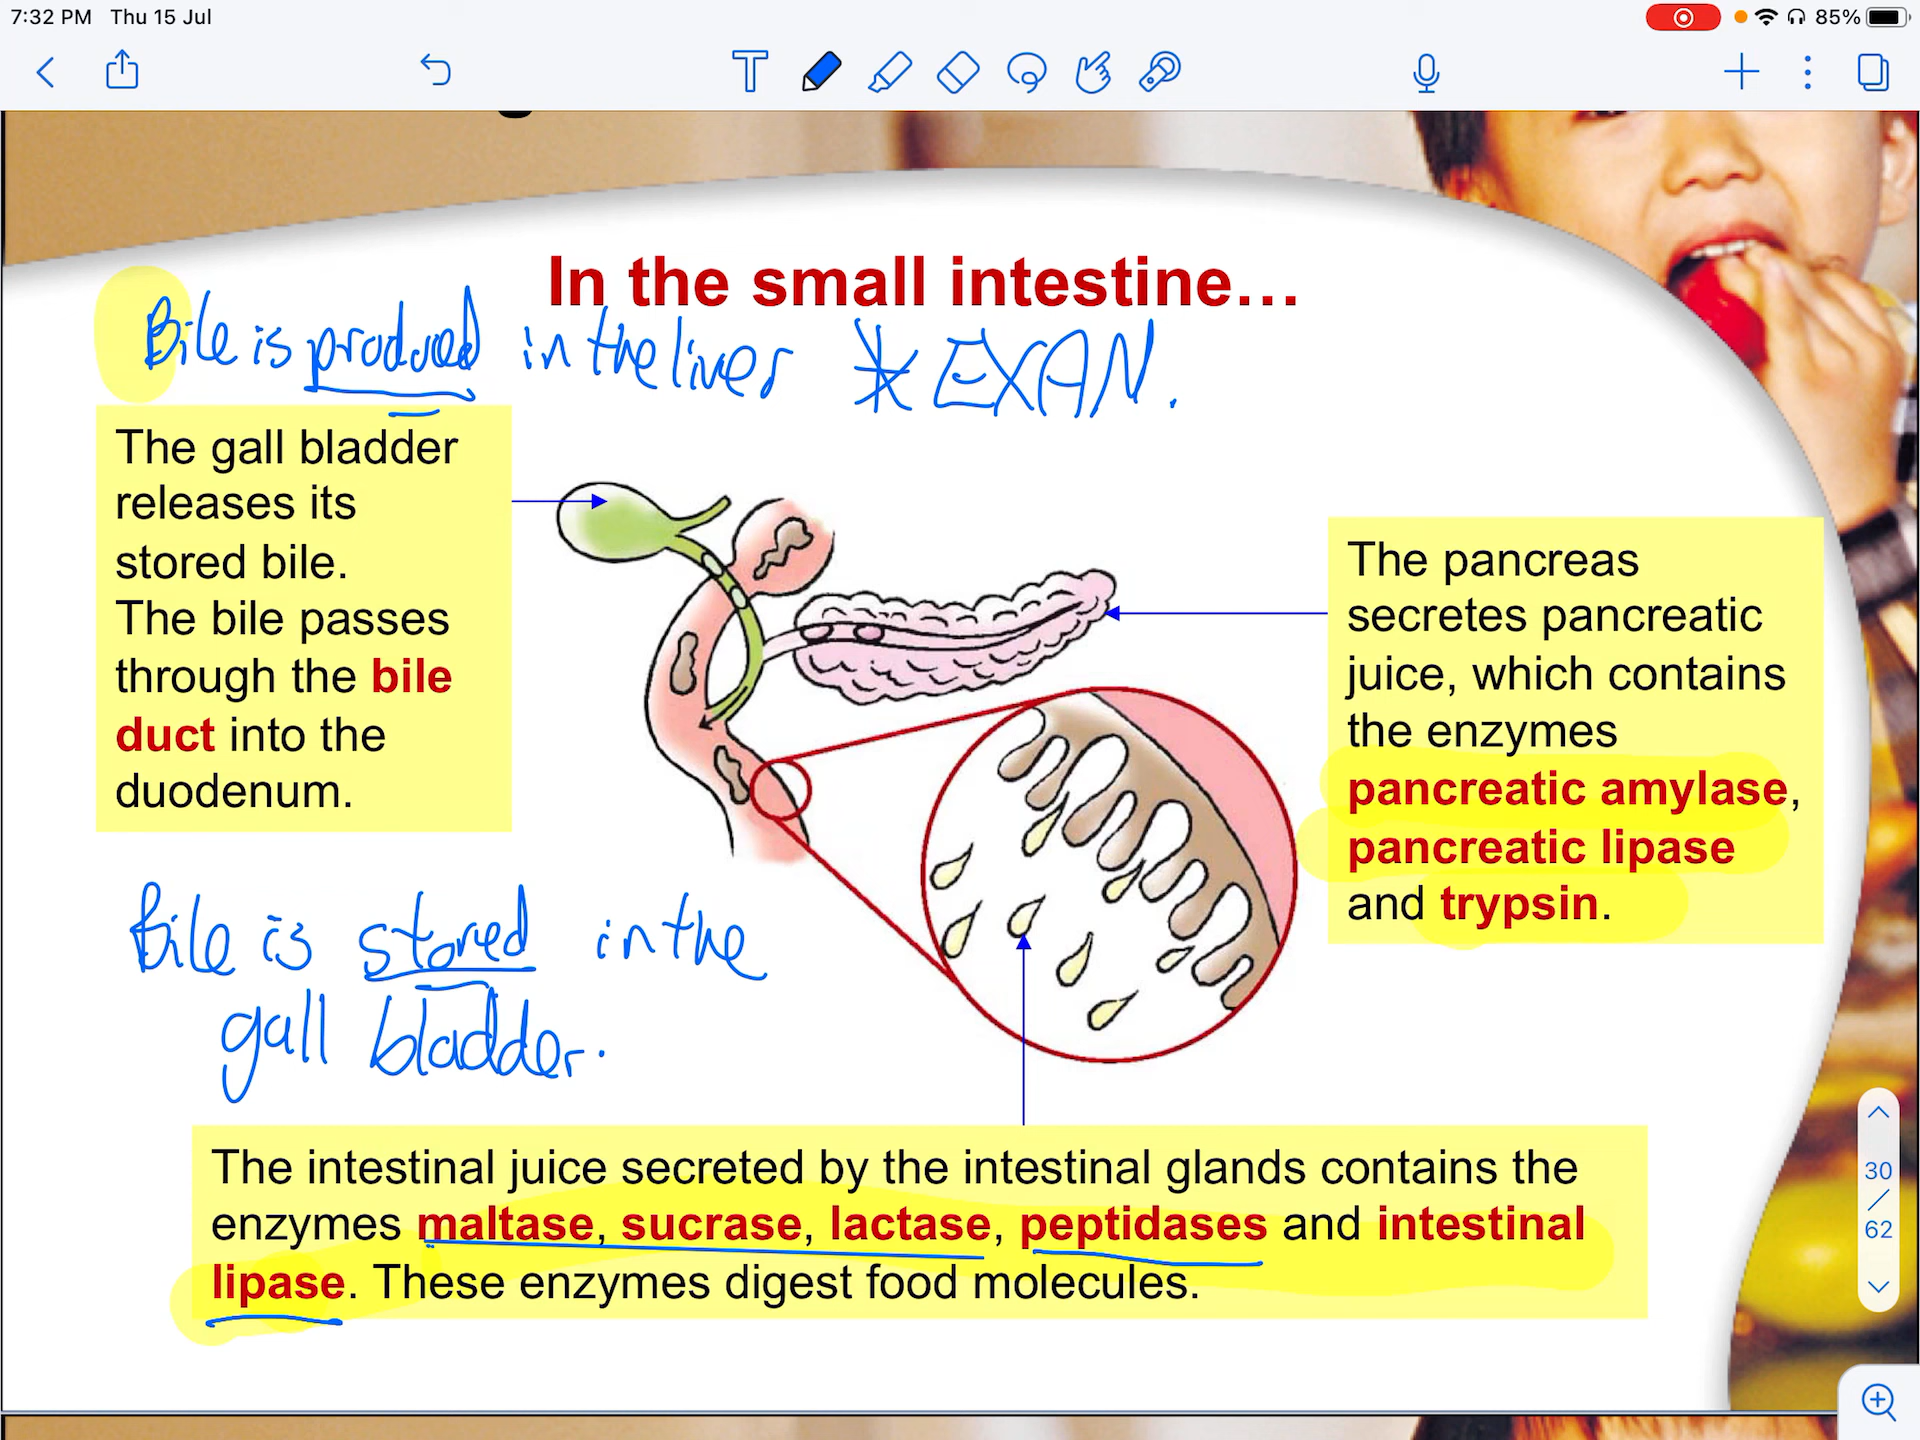 7:32 PM Thu 15 Jul
85%
In the small intestine...
Bile is produced in the liver * EXAM.
The gall bladder
releases its
stored bile.
The bile passes
through the bile
duct into the
duodenum.
The pancreas
secretes pancreatic
juice, which contains
the enzymes
pancreatic amylase,
pancreatic lipase
and trypsin.
Bile is stored in the
gall bladder.
The intestinal juice secreted by the intestinal glands contains the
enzymes maltase, sucrase, lactase, peptidases and intestinal
lipase. These enzymes digest food molecules.
30
/
62